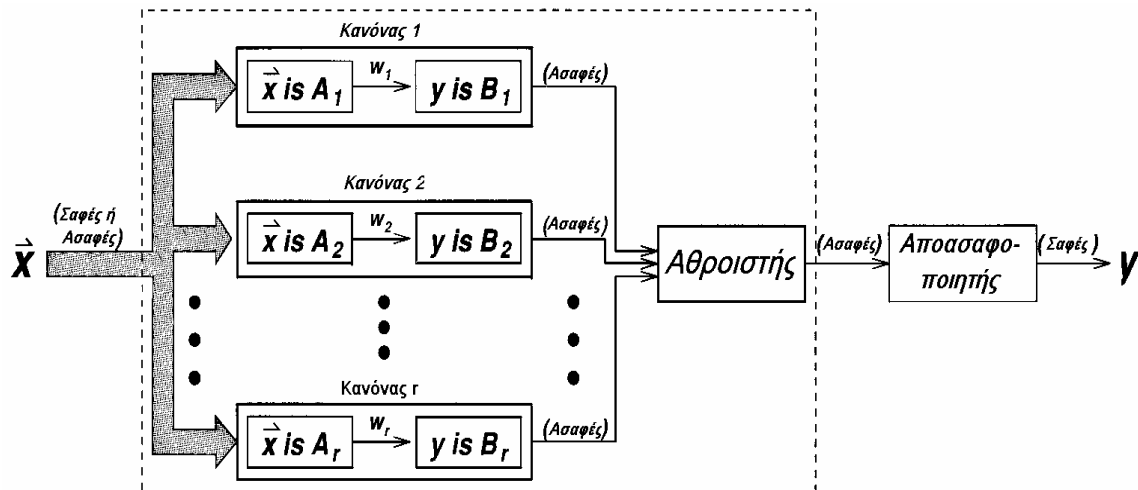 Κανόνας 1
x is A1
w1
y is B1
(Ασαφές)
Κανόνας 2
x is A2
w2
y is B2
(Ασαφές)
(Σαφές ή
Ασαφές)
x
Αθροιστής
(Ασαφές)
Αποασαφο-
ποιητής
(Σαφές)
y
Κανόνας r
x is Ar
wr
y is Br
(Ασαφές)